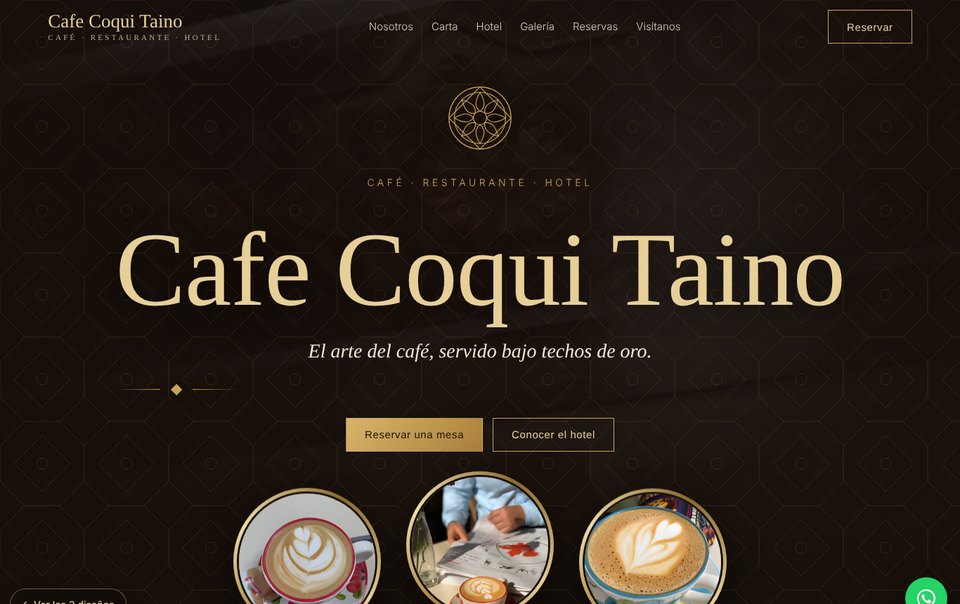 Cafe Coqui Taino
CAFÉ · RESTAURANTE · HOTEL
Nosotros Carta Hotel Galería Reservas Visítanos
Reservar
CAFÉ · RESTAURANTE · HOTEL
Cafe Coqui Taino
El arte del café, servido bajo techos de oro.
Reservar una mesa
Conocer el hotel